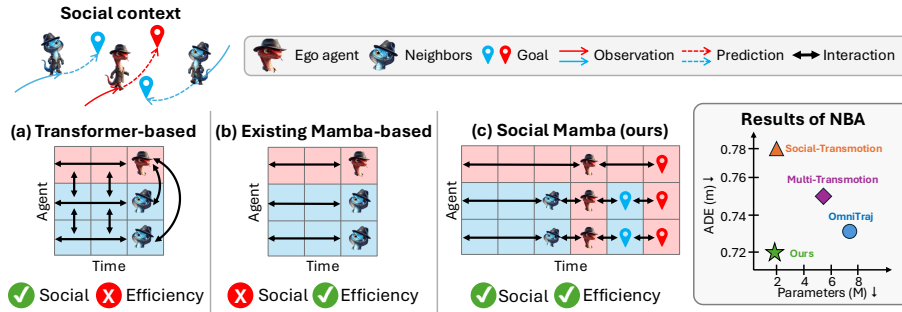 Social context
Ego agent
Neighbors
Goal
Observation
Prediction
Interaction
(a) Transformer-based
Agent
Time
Social
X
Efficiency
(b) Existing Mamba-based
Time
X
Social
Efficiency
(c) Social Mamba (ours)
Agent
Time
Social
Efficiency
Results of NBA
ADE (m) ↓
0.78
0.76
0.74
0.72
Social-Transmotion
Multi-Transmotion
OmniTraj
Ours
2 4 6 8
Parameters (M) ↓